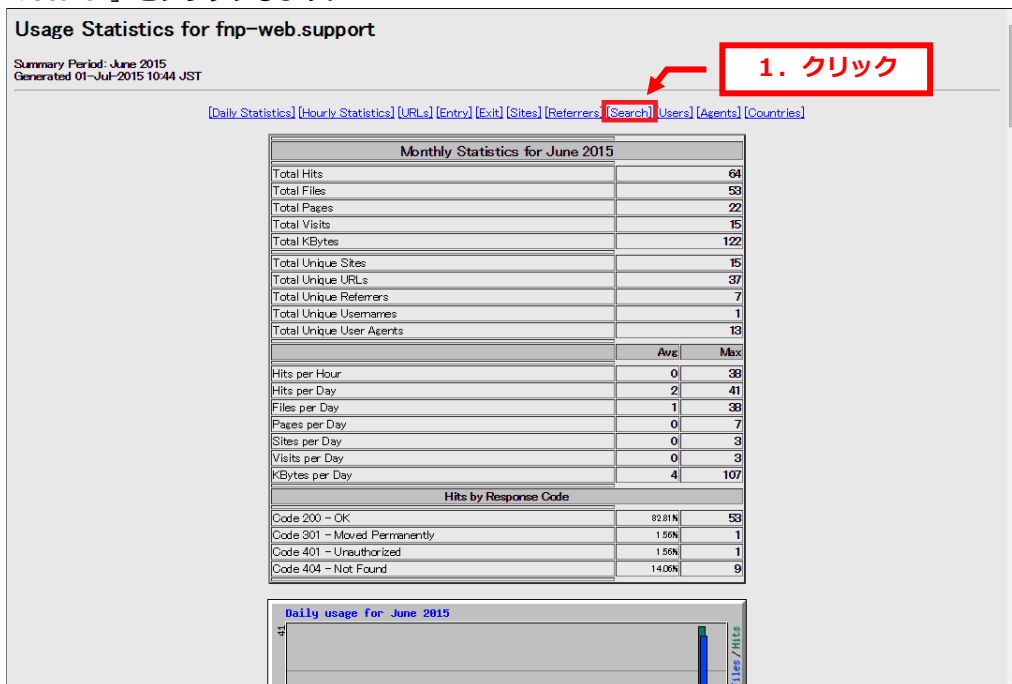 Usage Statistics for fnp-web.support
Summary Period: June 2015
Generated 01-Jul-2015 10:44 JST
1．クリック
[Daily Statistics] [Hourly Statistics] [URLs] [Entry] [Exit] [Sites] [Referrers] [Search] [Users] [Agents] [Countries]
Monthly Statistics for June 2015
Total Hits 64
Total Files 53
Total Pages 22
Total Visits 15
Total KBytes 122
Total Unique Sites 15
Total Unique URLs 37
Total Unique Referrers 7
Total Unique Usernames 1
Total Unique User Agents 13
Avg Max
Hits per Hour 0 38
Hits per Day 2 41
Files per Day 1 38
Pages per Day 0 7
Sites per Day 0 3
Visits per Day 0 3
KBytes per Day 4 107
Hits by Response Code
Code 200 - OK 82.81% 53
Code 301 - Moved Permanently 1.56% 1
Code 401 - Unauthorized 1.56% 1
Code 404 - Not Found 14.06% 9
Daily usage for June 2015
41
Files / Hits